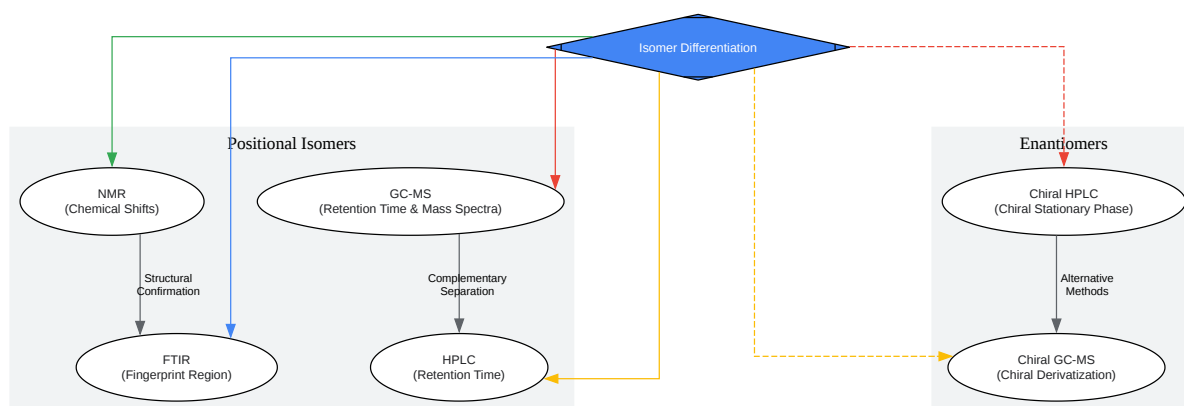 Isomer Differentiation
Positional Isomers
Enantiomers
NMR
(Chemical Shifts)
GC-MS
(Retention Time & Mass Spectra)
Chiral HPLC
(Chiral Stationary Phase)
Structural
Confirmation
Complementary
Separation
Alternative
Methods
FTIR
(Fingerprint Region)
HPLC
(Retention Time)
Chiral GC-MS
(Chiral Derivatization)